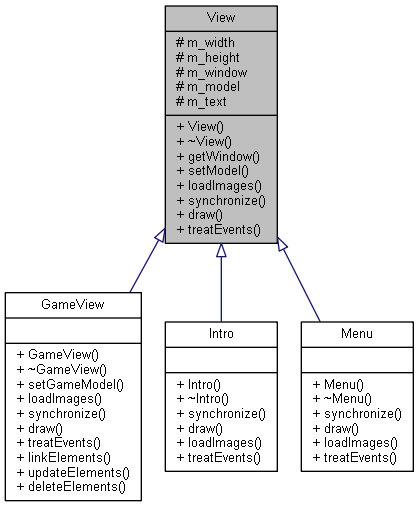 View
# m_width
# m_height
# m_window
# m_model
# m_text
+ View()
+ ~View()
+ getWindow()
+ setModel()
+ loadImages()
+ synchronize()
+ draw()
+ treatEvents()
GameView
+ GameView()
+ ~GameView()
+ setGameModel()
+ loadImages()
+ synchronize()
+ draw()
+ treatEvents()
+ linkElements()
+ updateElements()
+ deleteElements()
Intro
+ Intro()
+ ~Intro()
+ synchronize()
+ draw()
+ loadImages()
+ treatEvents()
Menu
+ Menu()
+ ~Menu()
+ synchronize()
+ draw()
+ loadImages()
+ treatEvents()